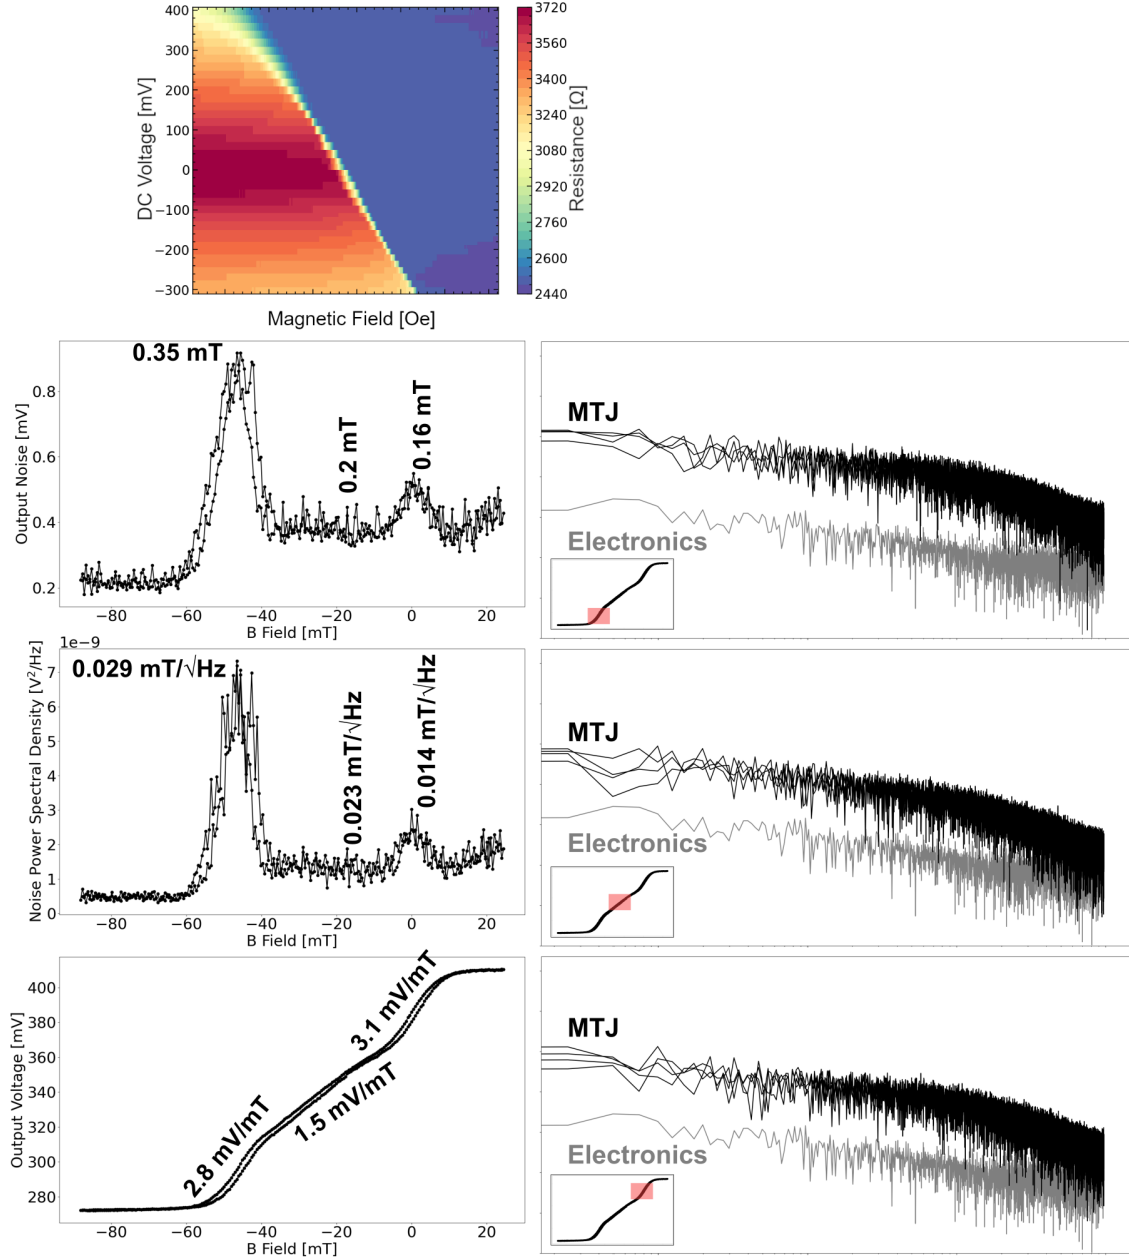 400
300
200
100
0
−100
−200
−300
DC Voltage [mV]
Magnetic Field [Oe]
3720
3560
3400
3240
3080
2920
2760
2600
2440
Resistance [Ω]
0.35 mT
0.2 mT
0.16 mT
0.8
0.6
0.4
0.2
Output Noise [mV]
−80
−60
−40
−20
0
20
B Field [mT]
MTJ
Electronics
1e−9
0.029 mT/√Hz
0.023 mT/√Hz
0.014 mT/√Hz
7
6
5
4
3
2
1
0
Noise Power Spectral Density [V²/Hz]
−80
−60
−40
−20
0
20
B Field [mT]
MTJ
Electronics
3.1 mV/mT
1.5 mV/mT
2.8 mV/mT
400
380
360
340
320
300
280
Output Voltage [mV]
−80
−60
−40
−20
0
20
B Field [mT]
MTJ
Electronics